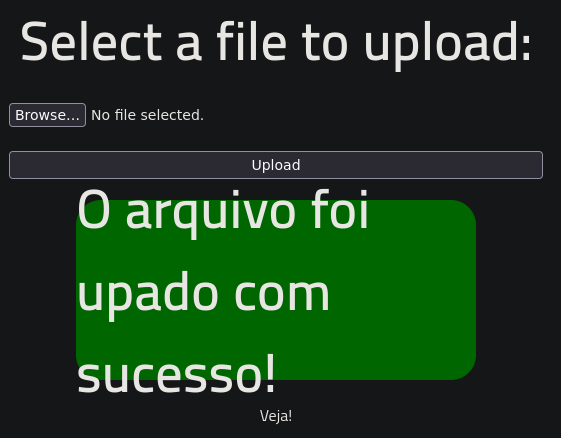 Select a file to upload:
Browse... No file selected.
Upload
O arquivo foi
upado com
sucesso!
Veja!